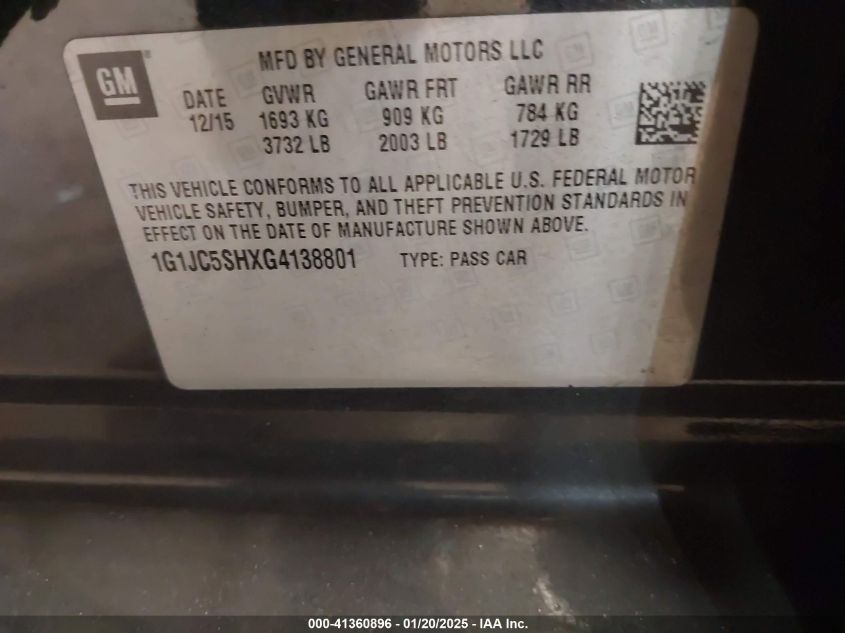 GM
MFD BY GENERAL MOTORS LLC
DATE GVWR GAWR FRT GAWR RR
12/15 1693 KG 909 KG 784 KG
3732 LB 2003 LB 1729 LB
THIS VEHICLE CONFORMS TO ALL APPLICABLE U.S. FEDERAL MOTOR
VEHICLE SAFETY, BUMPER, AND THEFT PREVENTION STANDARDS IN
EFFECT ON THE DATE OF MANUFACTURE SHOWN ABOVE.
1G1JC5SHXG4138801 TYPE: PASS CAR
000-41360896 - 01/20/2025 - IAA Inc.